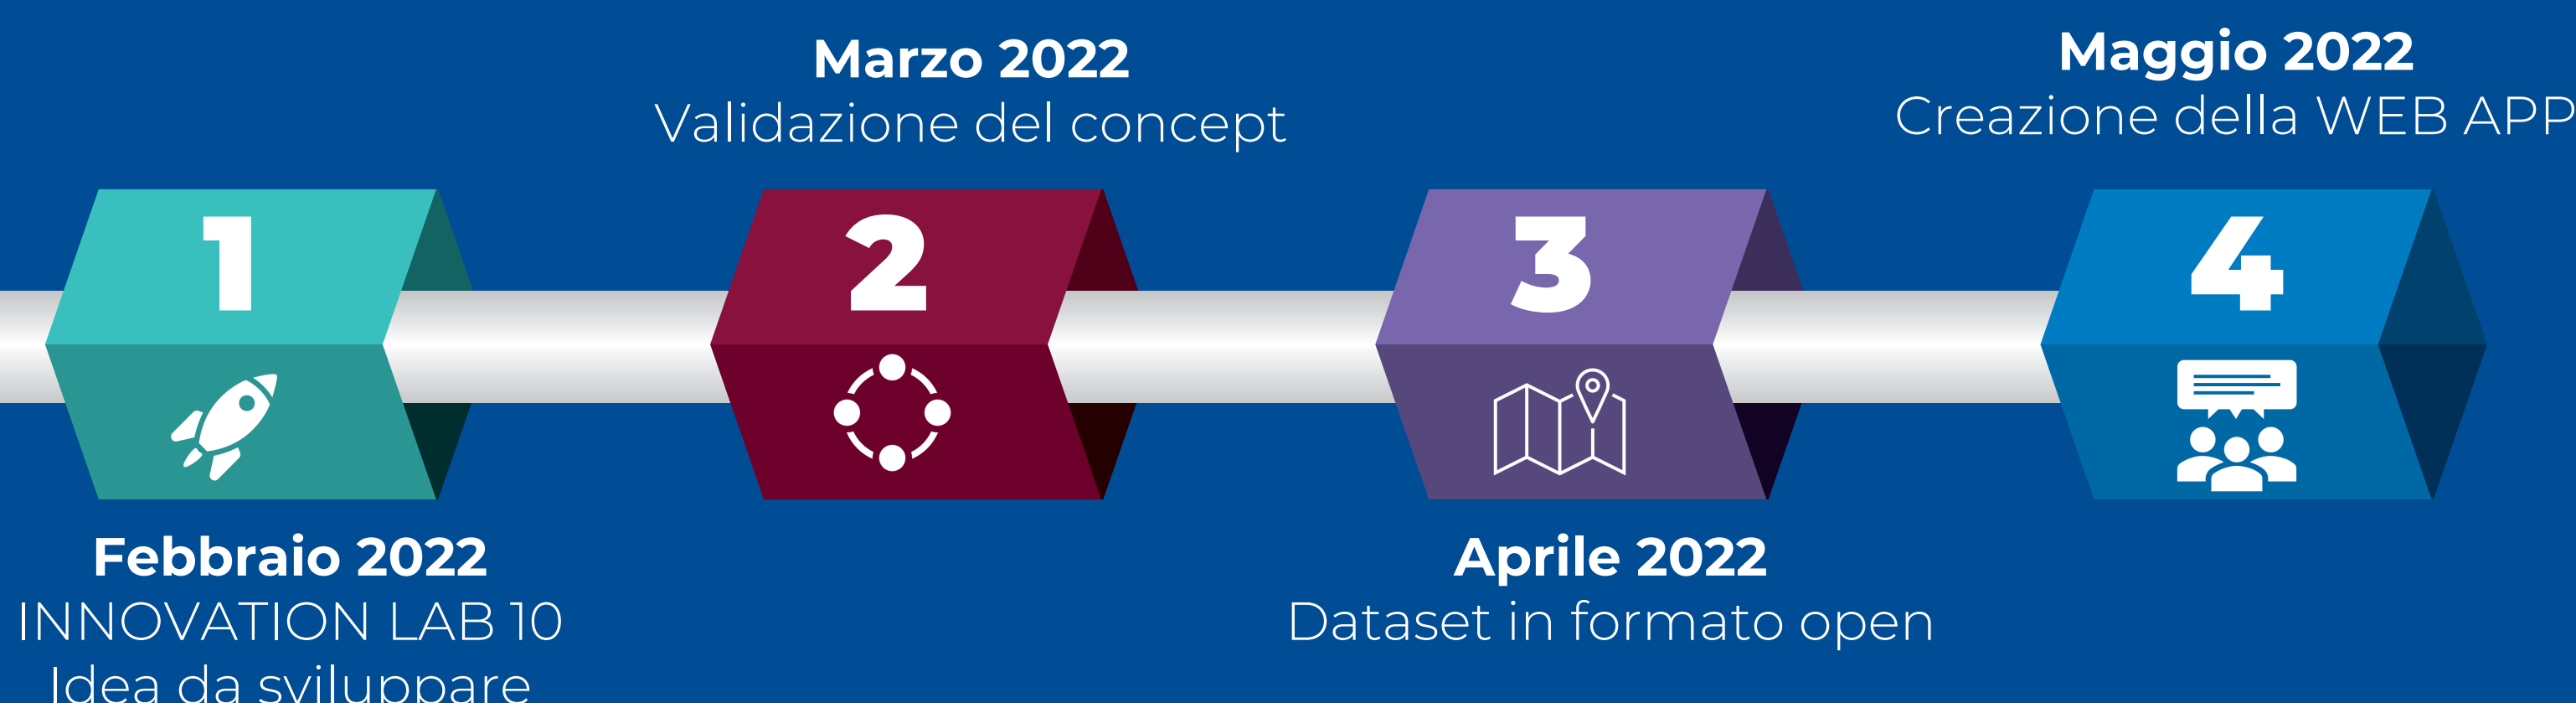 Marzo 2022
Validazione del concept
Maggio 2022
Creazione della WEB APP
1
2
3
4
Febbraio 2022
INNOVATION LAB 10
Idea da sviluppare
Aprile 2022
Dataset in formato open